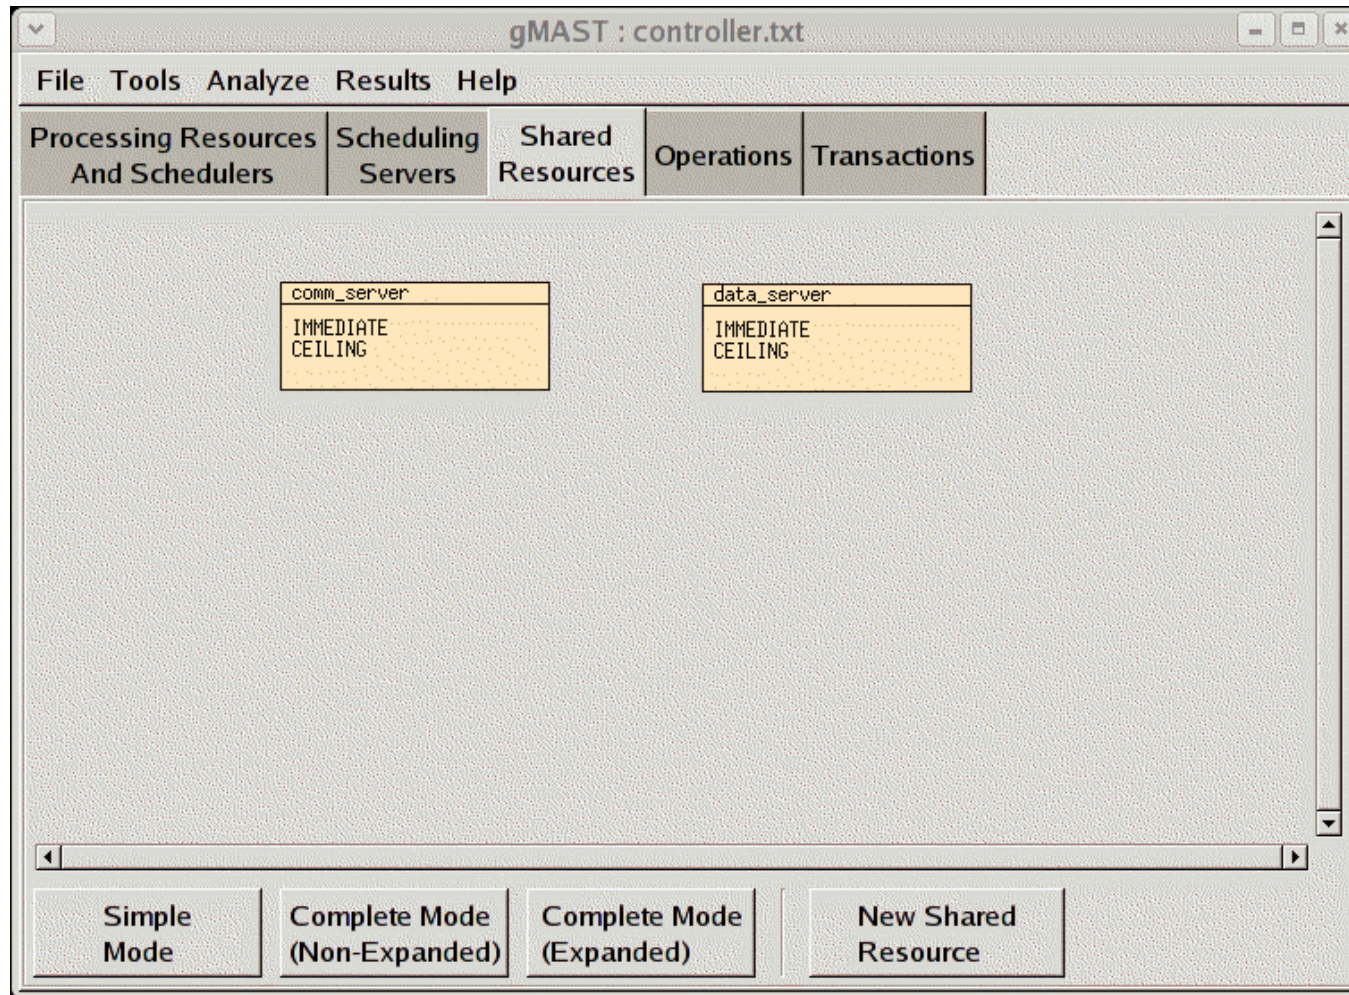 gMAST : controller.txt
File Tools Analyze Results Help
Processing Resources
And Schedulers
Scheduling
Servers
Shared
Resources
Operations
Transactions
comm_server
IMMEDIATE
CEILING
data_server
IMMEDIATE
CEILING
Simple
Mode
Complete Mode
(Non-Expanded)
Complete Mode
(Expanded)
New Shared
Resource